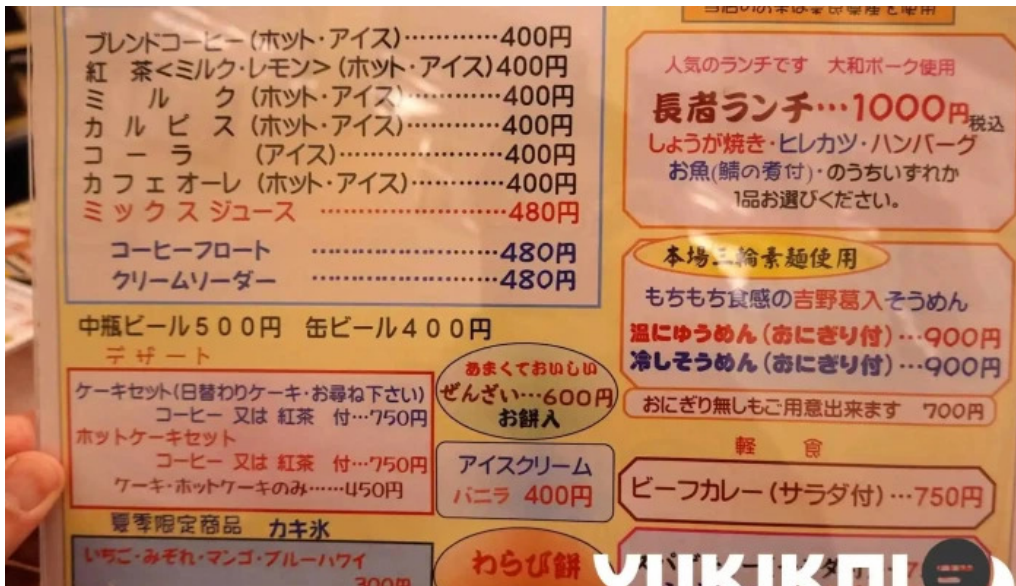 ブレンドコーヒー(ホット・アイス)…………400円
紅 茶<ミルク・レモン>(ホット・アイス)400円
ミ ル ク (ホット・アイス)…………400円
カ ル ピ ス (ホット・アイス)…………400円
コ ー ラ (アイス)…………………400円
カフェオーレ (ホット・アイス)…………400円
ミックスジュース ……………………480円
コーヒーフロート ……………………480円
クリームソーダー ……………………480円
中瓶ビール500円 缶ビール400円
デザート
ケーキセット(日替わりケーキ・お尋ね下さい)
コーヒー 又は 紅茶 付…750円
ホットケーキセット
コーヒー 又は 紅茶 付…750円
ケーキ・ホットケーキのみ……450円
夏季限定商品 カキ氷
いちご・みぞれ・マンゴ・ブルーハワイ
300円
あまくておいしい
ぜんざい…600円
お餅入
アイスクリーム
バニラ 400円
わらび餅
人気のランチです 大和ポーク使用
長者ランチ…1000円税込
しょうが焼き・ヒレカツ・ハンバーグ
お魚(鯖の煮付)・のうちいずれか
1品お選びください。
本場三輪素麺使用
もちもち食感の吉野葛入そうめん
温にゅうめん(おにぎり付)…900円
冷しそうめん(おにぎり付)…900円
おにぎり無しもご用意出来ます 700円
軽 食
ビーフカレー(サラダ付)…750円